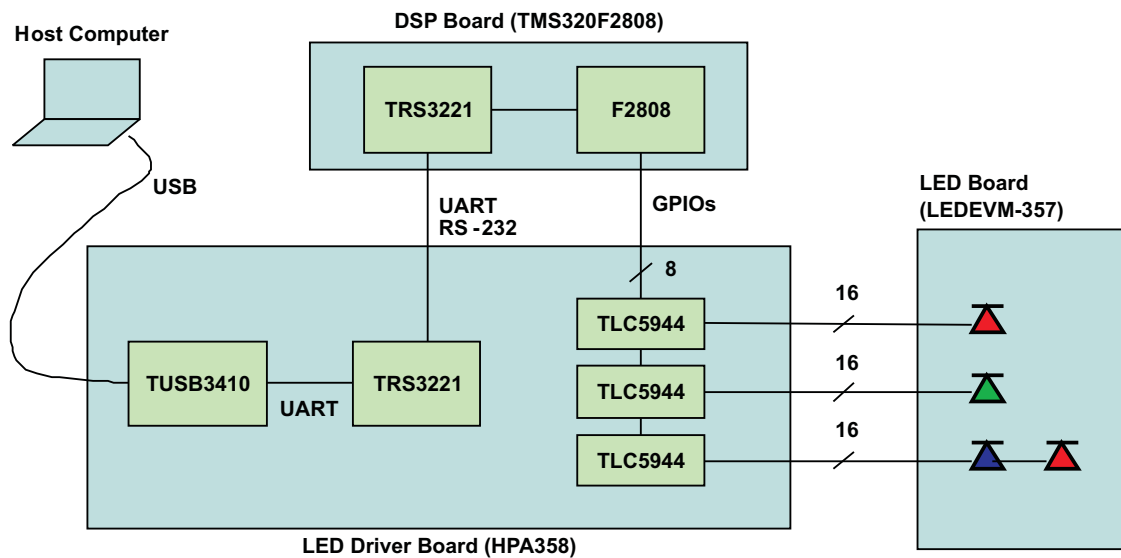 DSP Board (TMS320F2808)
Host Computer
TRS3221
F2808
USB
UART
RS -232
GPIOs
LED Board
(LEDEVM-357)
8
16
TLC5944
TUSB3410
UART
TRS3221
TLC5944
16
TLC5944
16
LED Driver Board (HPA358)